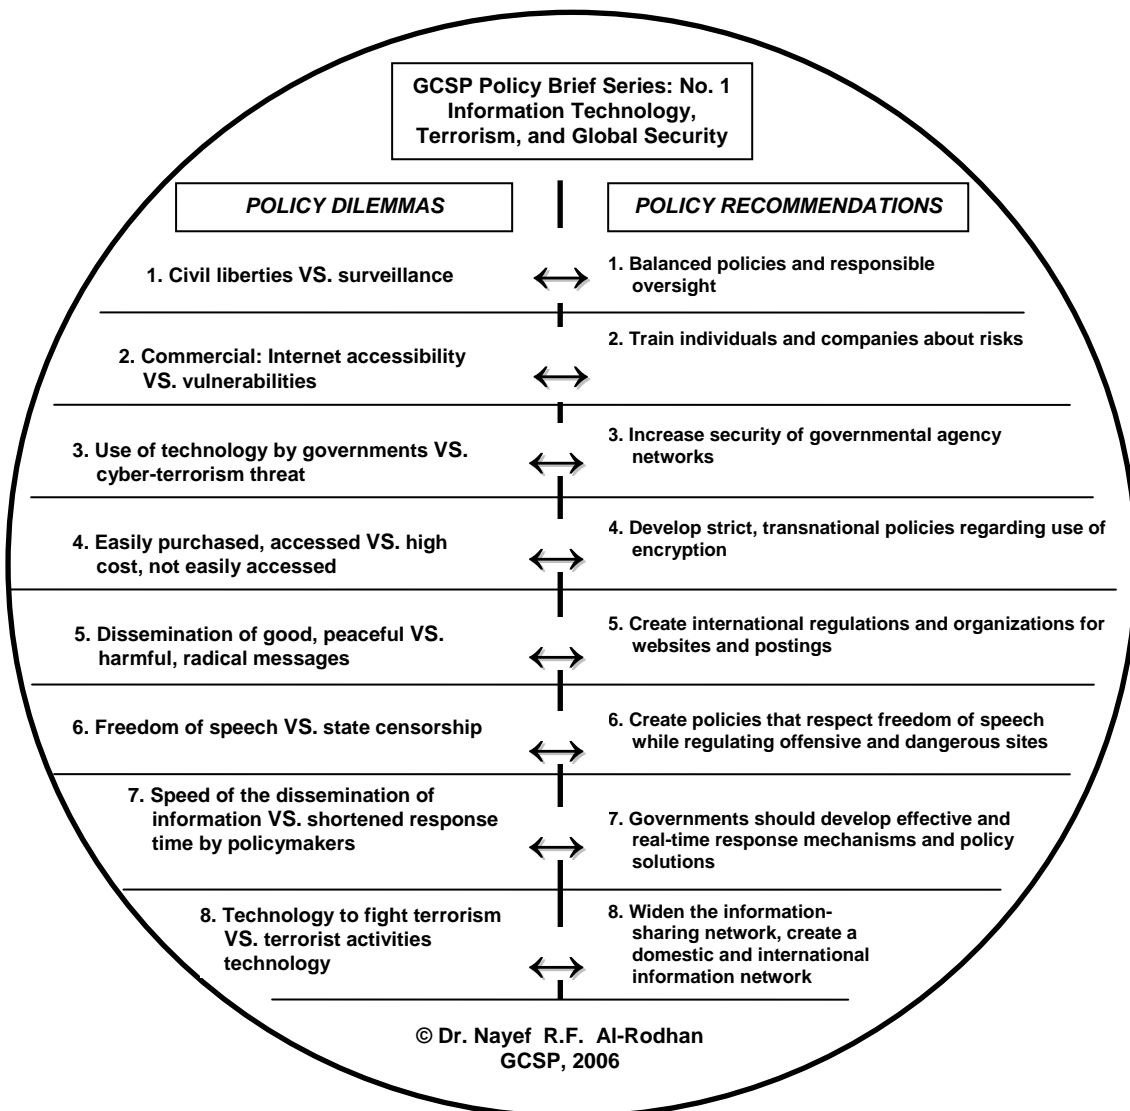 GCSP Policy Brief Series: No. 1
Information Technology,
Terrorism, and Global Security
POLICY DILEMMAS
POLICY RECOMMENDATIONS
1. Civil liberties VS. surveillance
1. Balanced policies and responsible
oversight
2. Commercial: Internet accessibility
VS. vulnerabilities
2. Train individuals and companies about risks
3. Use of technology by governments VS.
cyber-terrorism threat
3. Increase security of governmental agency
networks
4. Easily purchased, accessed VS. high
cost, not easily accessed
4. Develop strict, transnational policies regarding use of
encryption
5. Dissemination of good, peaceful VS.
harmful, radical messages
5. Create international regulations and organizations for
websites and postings
6. Freedom of speech VS. state censorship
6. Create policies that respect freedom of speech
while regulating offensive and dangerous sites
7. Speed of the dissemination of
information VS. shortened response
time by policymakers
7. Governments should develop effective and
real-time response mechanisms and policy
solutions
8. Technology to fight terrorism
VS. terrorist activities
technology
8. Widen the information-
sharing network, create a
domestic and international
information network
© Dr. Nayef R.F. Al-Rodhan
GCSP, 2006